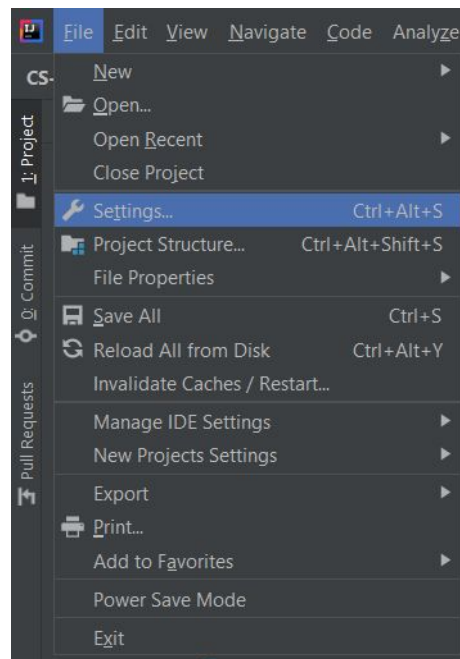 IJ
File Edit View Navigate Code Analyze
CS-
New
Open...
Open Recent
Close Project
Settings... Ctrl+Alt+S
Project Structure... Ctrl+Alt+Shift+S
File Properties
Save All Ctrl+S
Reload All from Disk Ctrl+Alt+Y
Invalidate Caches / Restart...
Manage IDE Settings
New Projects Settings
Export
Print...
Add to Favorites
Power Save Mode
Exit
1: Project
0: Commit
Pull Requests